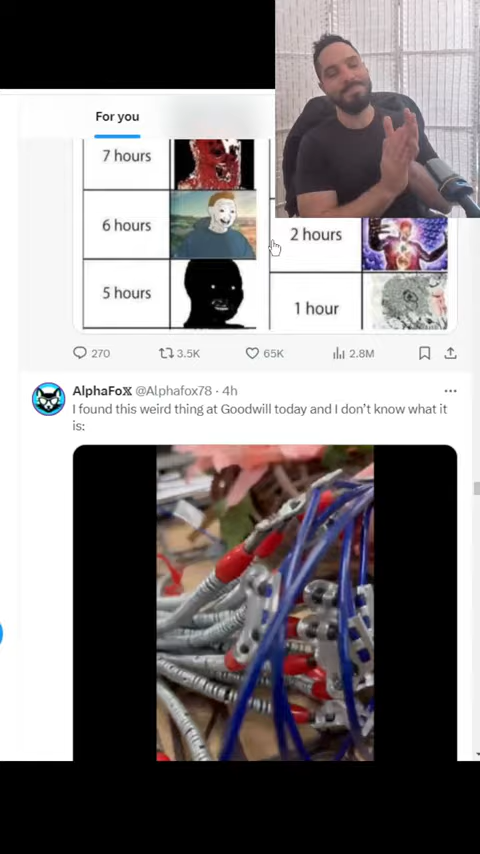 For you
7 hours
6 hours
2 hours
5 hours
1 hour
270
3.5K
65K
2.8M
AlphaFo𝕏 @Alphafox78 · 4h
I found this weird thing at Goodwill today and I don't know what it
is: